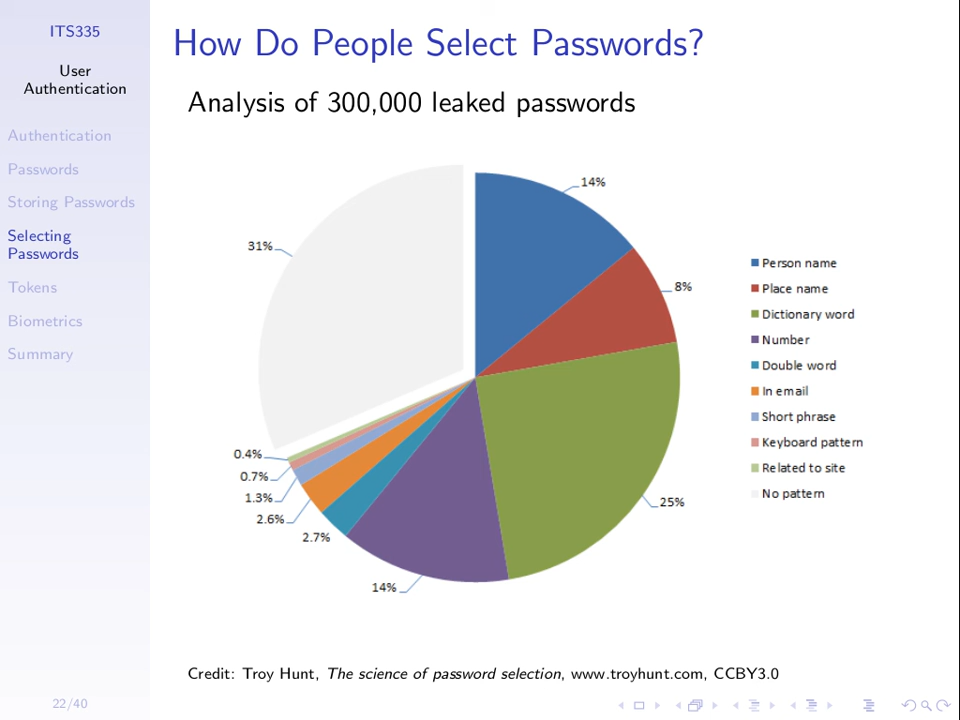 ITS335
User
Authentication
Authentication
Passwords
Storing Passwords
Selecting
Passwords
Tokens
Biometrics
Summary
22/40
How Do People Select Passwords?
Analysis of 300,000 leaked passwords
14%
8%
25%
14%
2.7%
2.6%
1.3%
0.7%
0.4%
31%
Person name
Place name
Dictionary word
Number
Double word
In email
Short phrase
Keyboard pattern
Related to site
No pattern
Credit: Troy Hunt, The science of password selection, www.troyhunt.com, CCBY3.0